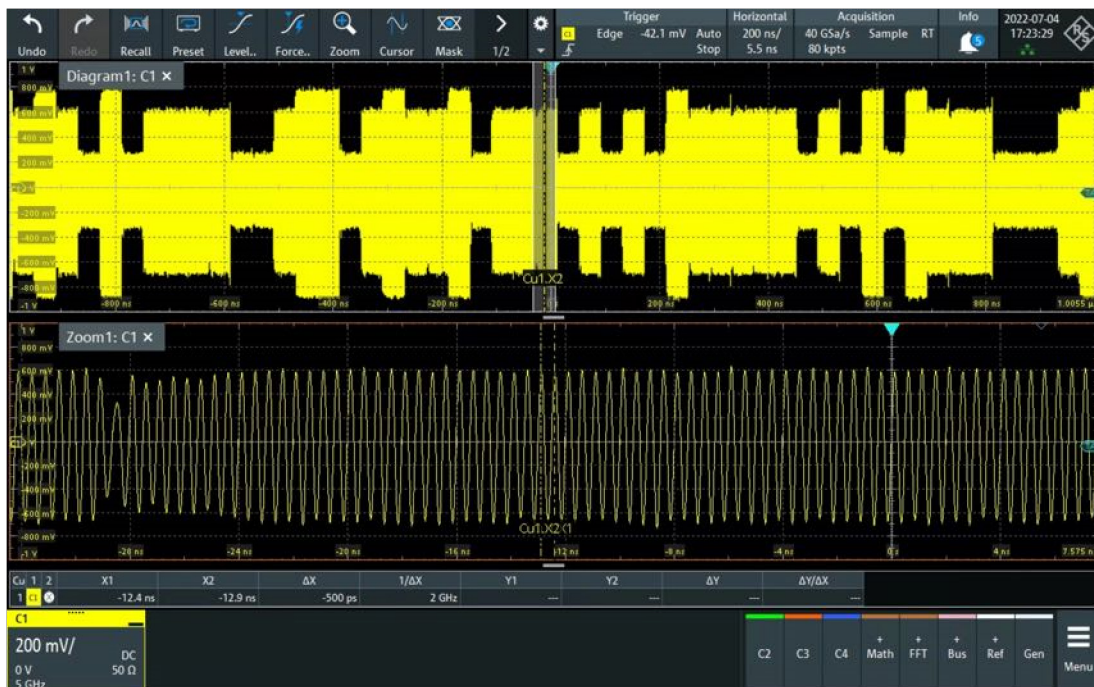 Undo Redo Recall Preset Level.. Force.. Zoom Cursor Mask 1/2
Trigger Horizontal Acquisition Info 2022-07-04
C1 Edge -42.1 mV Auto 200 ns/ 40 GSa/s Sample RT 5 17:23:29
Stop 5.5 ns 80 kpts R&S
1 V
Diagram1: C1 ×
800 mV
600 mV
400 mV
200 mV
0 V
-200 mV
-400 mV
-600 mV
-800 mV
Cu1.X2
-1 V -800 ns -600 ns -400 ns -200 ns 200 ns 400 ns 600 ns 800 ns 1.0055 µ
1 V
Zoom1: C1 ×
800 mV
600 mV
400 mV
200 mV
-200 mV
-400 mV
-600 mV
-800 mV
-1 V -28 ns -24 ns -20 ns -16 ns -12 ns -8 ns -4 ns 0 s 4 ns 7.575 n
Cu 1 2 X1 X2 ΔX 1/ΔX Y1 Y2 ΔY ΔY/ΔX
1 C1 -12.4 ns -12.9 ns -500 ps 2 GHz --- --- --- ---
C1
200 mV/
DC
0 V 50 Ω
5 GHz
C2 C3 C4 + Math + FFT + Bus + Ref Gen Menu